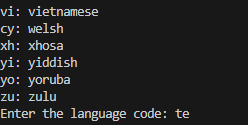 vi: vietnamese
cy: welsh
xh: xhosa
yi: yiddish
yo: yoruba
zu: zulu
Enter the language code: te